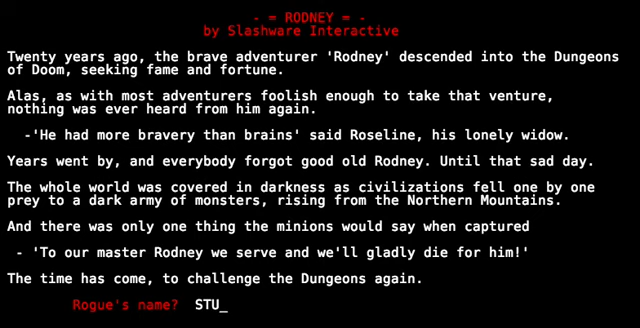 - = RODNEY = -
by Slashware Interactive
Twenty years ago, the brave adventurer 'Rodney' descended into the Dungeons
of Doom, seeking fame and fortune.
Alas, as with most adventurers foolish enough to take that venture,
nothing was ever heard from him again.
-'He had more bravery than brains' said Roseline, his lonely widow.
Years went by, and everybody forgot good old Rodney. Until that sad day.
The whole world was covered in darkness as civilizations fell one by one
prey to a dark army of monsters, rising from the Northern Mountains.
And there was only one thing the minions would say when captured
- 'To our master Rodney we serve and we'll gladly die for him!'
The time has come, to challenge the Dungeons again.
Rogue's name? STU_